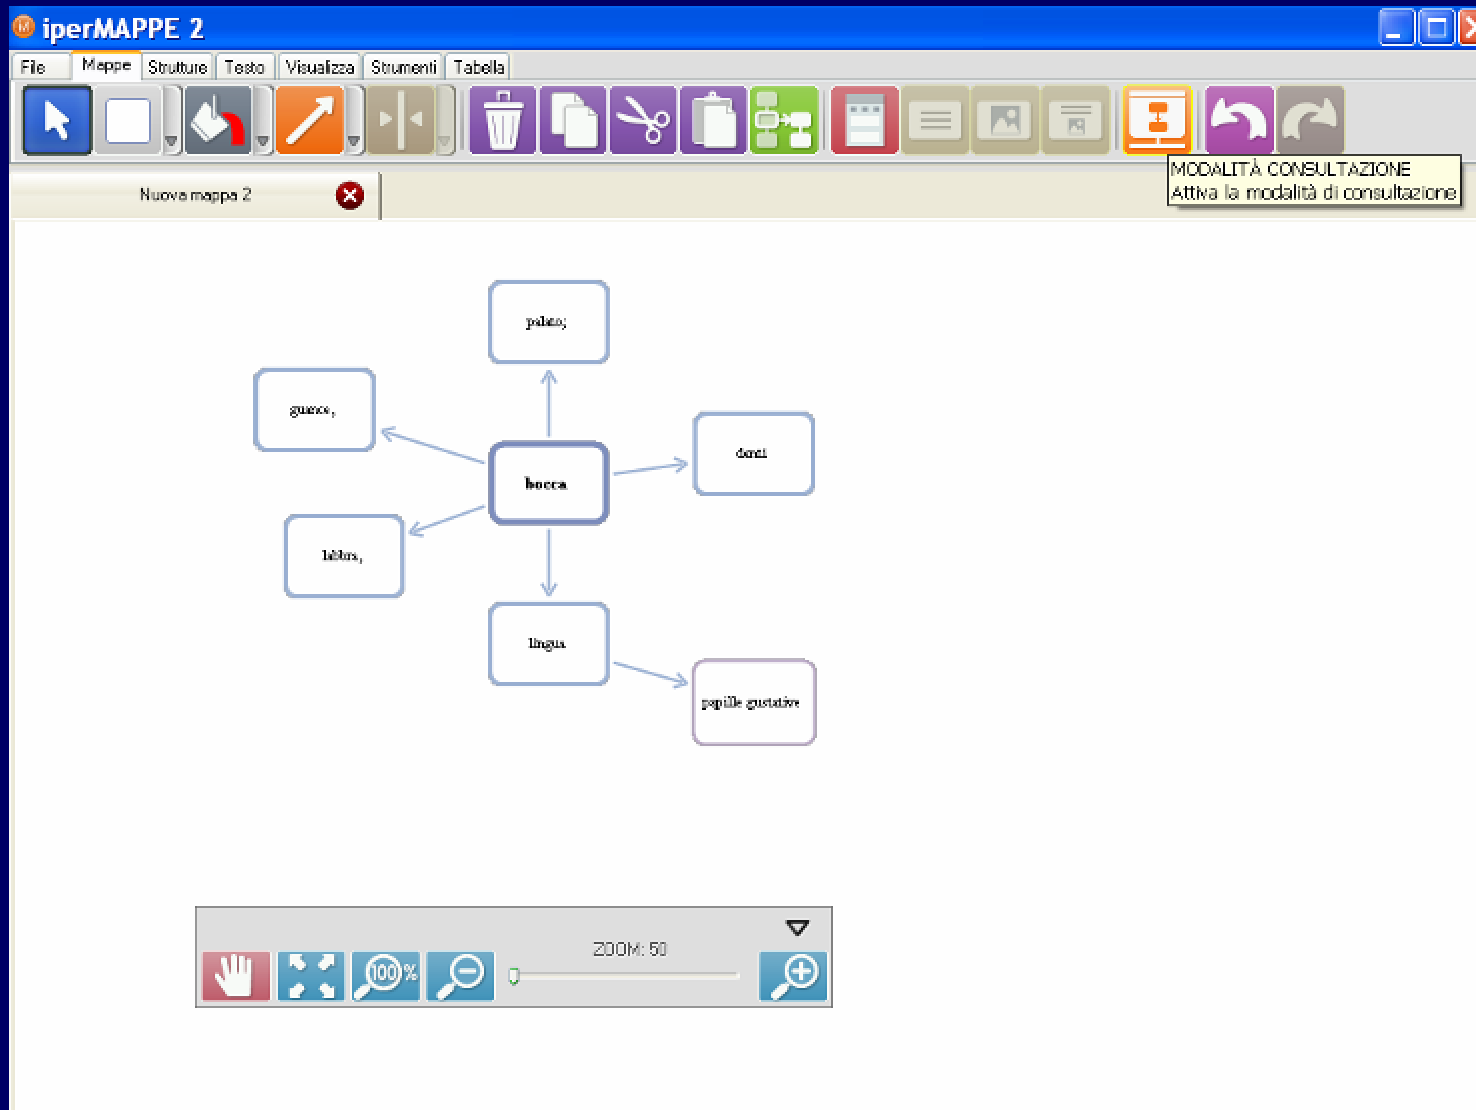 iperMAPPE 2
File Mappe Strutture Testo Visualizza Strumenti Tabella
MODALITÀ CONSULTAZIONE
Attiva la modalità di consultazione
Nuova mappa 2
palato;
guance,
denti
bocca
labbra,
lingua
papille gustative
ZOOM: 50
100%